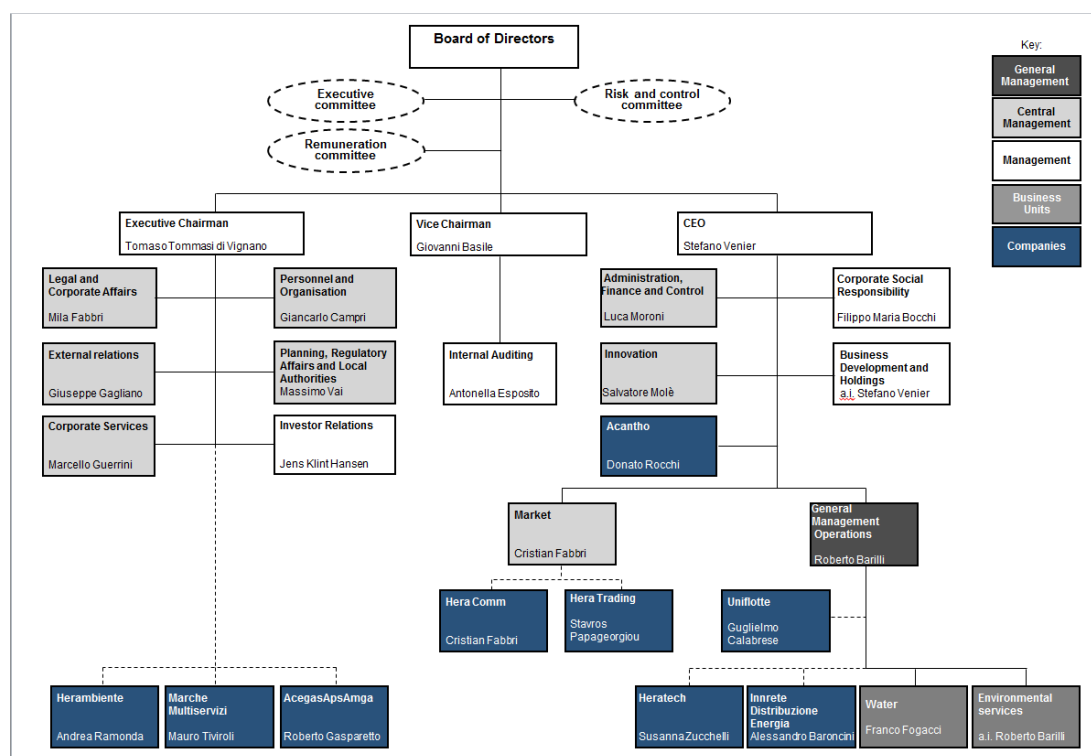 Board of Directors
Key:
General
Management
Central
Management
Management
Business
Units
Companies
Executive
committee
Risk and control
committee
Remuneration
committee
Executive Chairman
Tomaso Tommasi di Vignano
Vice Chairman
Giovanni Basile
CEO
Stefano Venier
Legal and
Corporate Affairs
Mila Fabbri
Personnel and
Organisation
Giancarlo Campri
Administration,
Finance and Control
Luca Moroni
Corporate Social
Responsibility
Filippo Maria Bocchi
External relations
Giuseppe Gagliano
Planning, Regulatory
Affairs and Local
Authorities
Massimo Vai
Internal Auditing
Antonella Esposito
Innovation
Salvatore Molè
Business
Development and
Holdings
a.i. Stefano Venier
Corporate Services
Marcello Guerrini
Investor Relations
Jens Klint Hansen
Acantho
Donato Rocchi
Market
Cristian Fabbri
General
Management
Operations
Roberto Barilli
Hera Comm
Cristian Fabbri
Hera Trading
Stavros
Papageorgiou
Uniflotte
Guglielmo
Calabrese
Herambiente
Andrea Ramonda
Marche
Multiservizi
Mauro Tiviroli
AcegasApsAmga
Roberto Gasparetto
Heratech
Susanna Zucchelli
Innrete
Distribuzione
Energia
Alessandro Baroncini
Water
Franco Fogacci
Environmental
services
a.i. Roberto Barilli